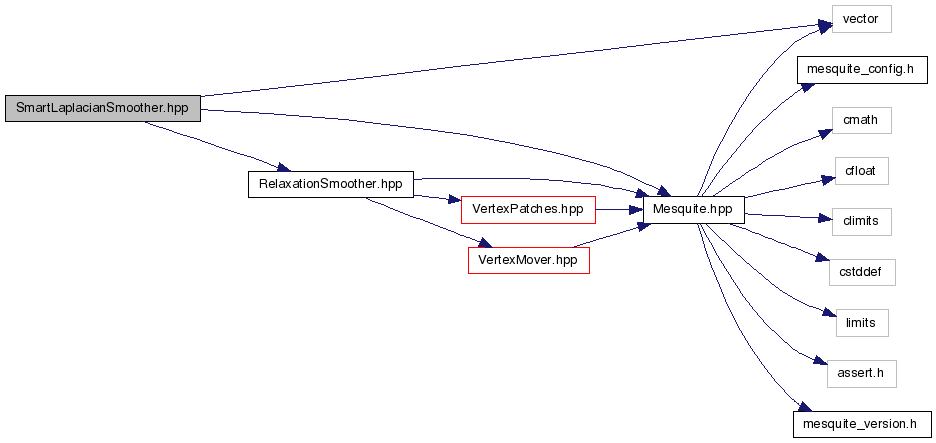 vector
mesquite_config.h
SmartLaplacianSmoother.hpp
cmath
cfloat
RelaxationSmoother.hpp
VertexPatches.hpp
Mesquite.hpp
climits
VertexMover.hpp
cstddef
limits
assert.h
mesquite_version.h